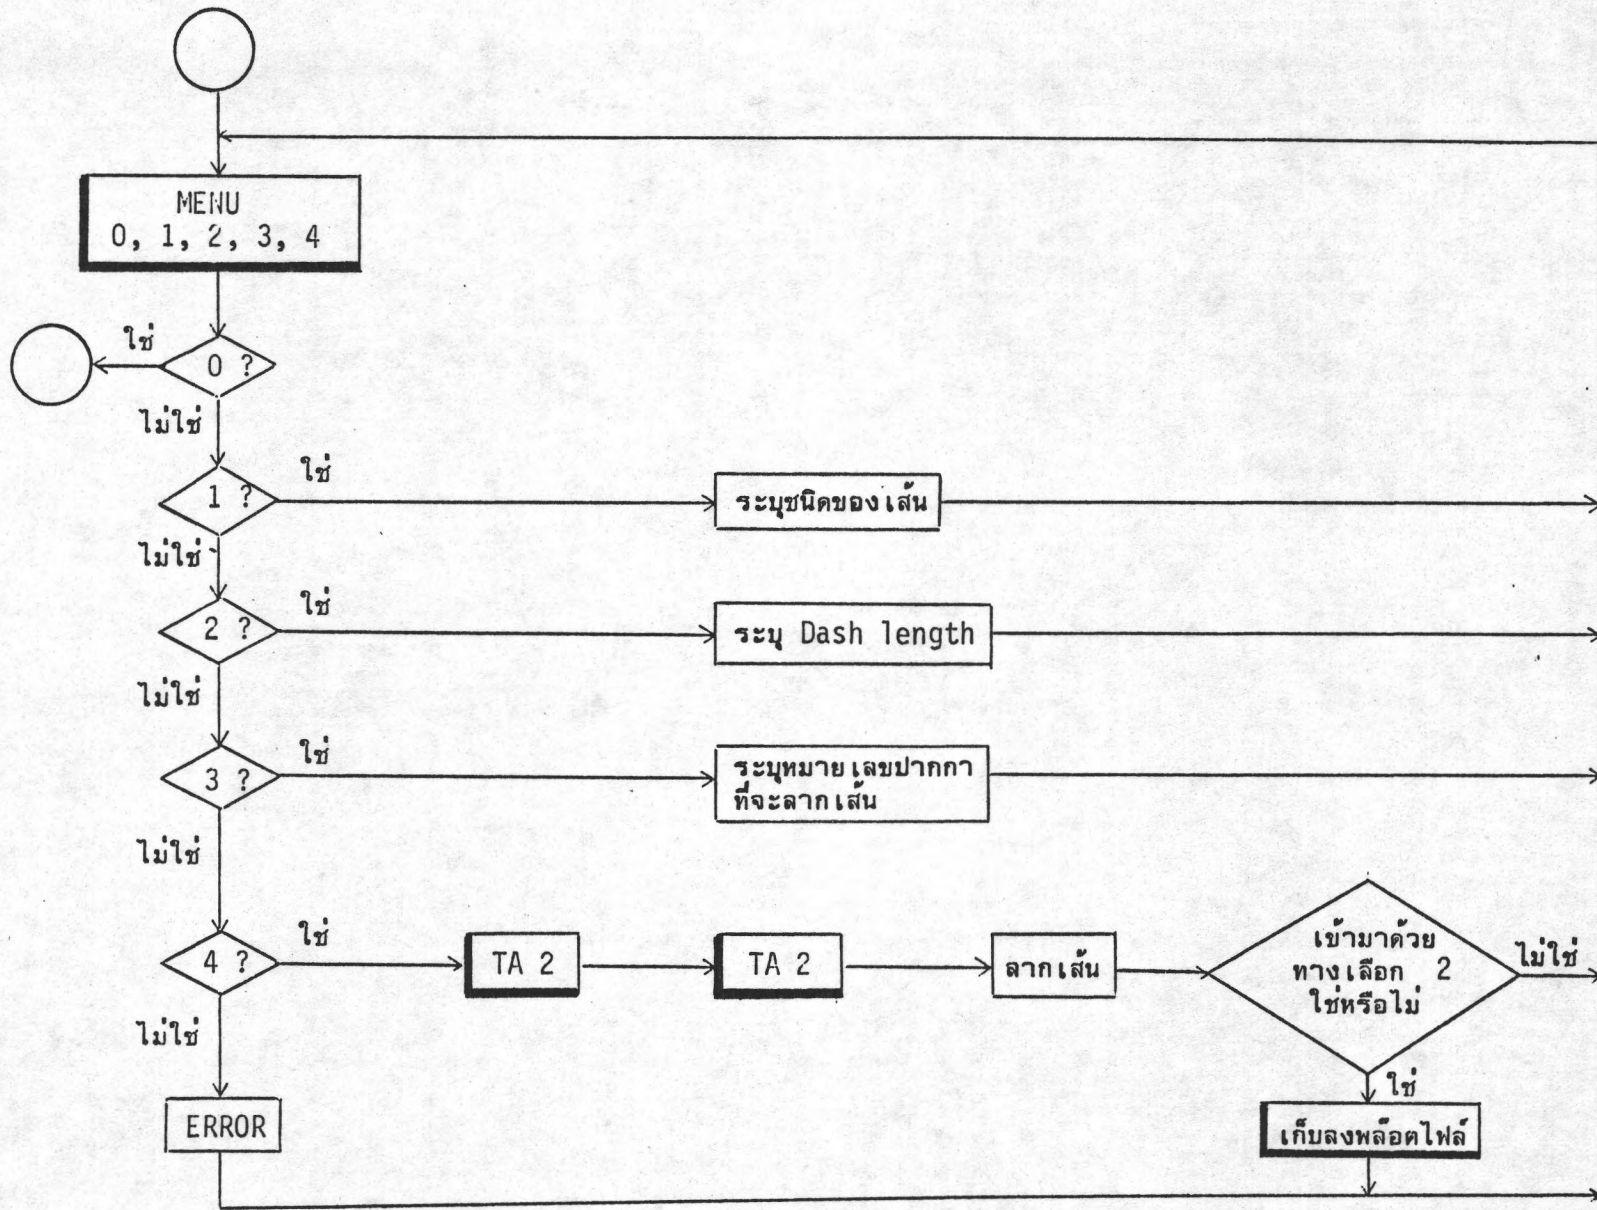 MENU
0, 1, 2, 3, 4
ใช่
0 ?
ไม่ใช่
1 ?
ใช่
ระบุชนิดของเส้น
ไม่ใช่
2 ?
ใช่
ระบุ Dash length
ไม่ใช่
3 ?
ใช่
ระบุหมายเลขปากกา
ที่จะลากเส้น
ไม่ใช่
4 ?
ใช่
TA 2
TA 2
ลากเส้น
เข้ามาด้วย
ทางเลือก 2
ใช่หรือไม่
ไม่ใช่
ไม่ใช่
ใช่
ERROR
เก็บลงพล๊อตไฟล์